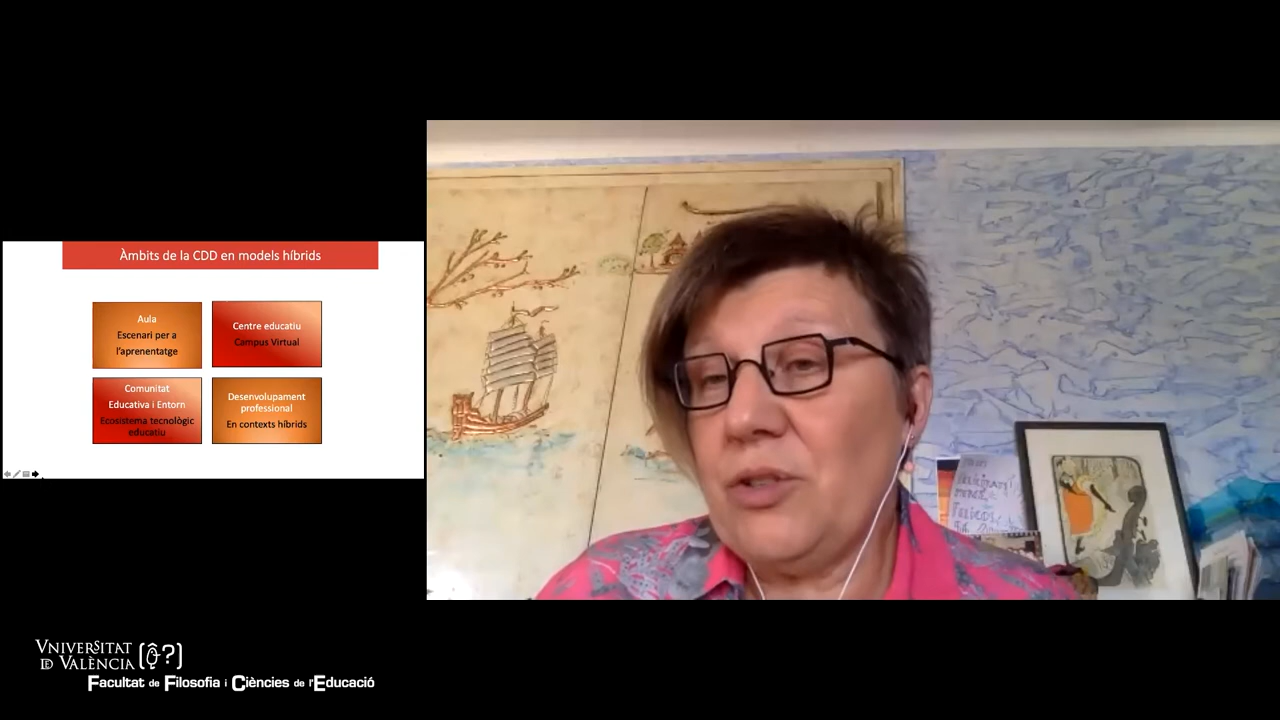 Àmbits de la CDD en models híbrids
Aula
Escenari per a
l'aprenentatge
Centre educatiu
Campus Virtual
Comunitat
Educativa i Entorn
Ecosistema tecnològic
educatiu
Desenvolupament
professional
En contexts híbrids
VNIVERSITAT
DE VALÈNCIA [Ô?]
Facultat de Filosofia i Ciències de l'Educació